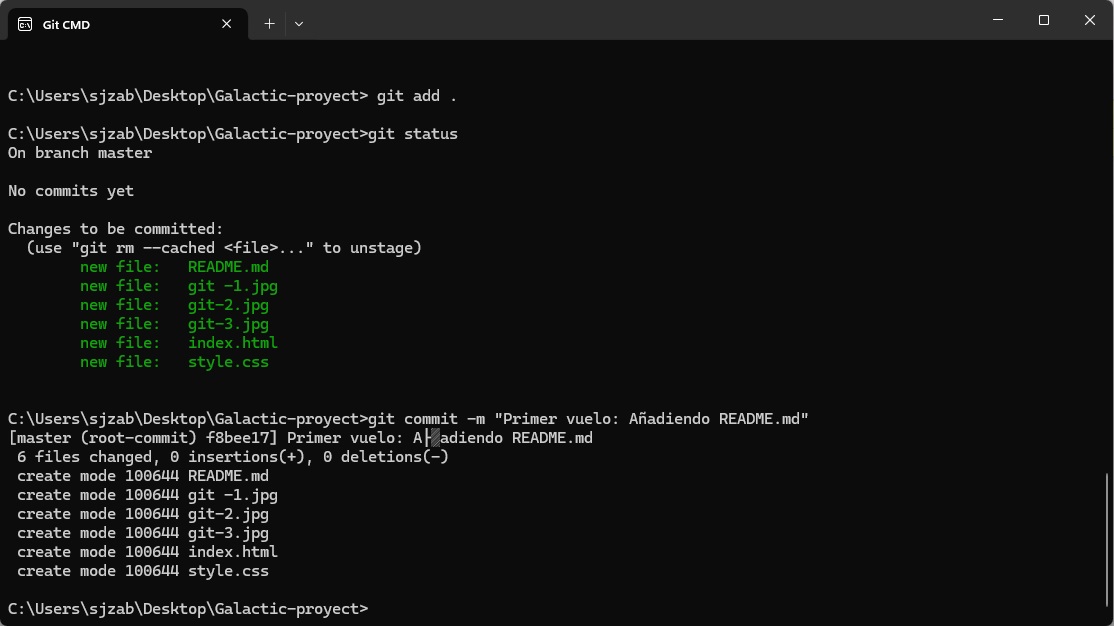 Git CMD
C:\Users\sjzab\Desktop\Galactic-proyect> git add .
C:\Users\sjzab\Desktop\Galactic-proyect>git status
On branch master
No commits yet
Changes to be committed:
  (use "git rm --cached <file>..." to unstage)
        new file:   README.md
        new file:   git -1.jpg
        new file:   git-2.jpg
        new file:   git-3.jpg
        new file:   index.html
        new file:   style.css
C:\Users\sjzab\Desktop\Galactic-proyect>git commit -m "Primer vuelo: Añadiendo README.md"
[master (root-commit) f8bee17] Primer vuelo: A├▒adiendo README.md
 6 files changed, 0 insertions(+), 0 deletions(-)
 create mode 100644 README.md
 create mode 100644 git -1.jpg
 create mode 100644 git-2.jpg
 create mode 100644 git-3.jpg
 create mode 100644 index.html
 create mode 100644 style.css
C:\Users\sjzab\Desktop\Galactic-proyect>